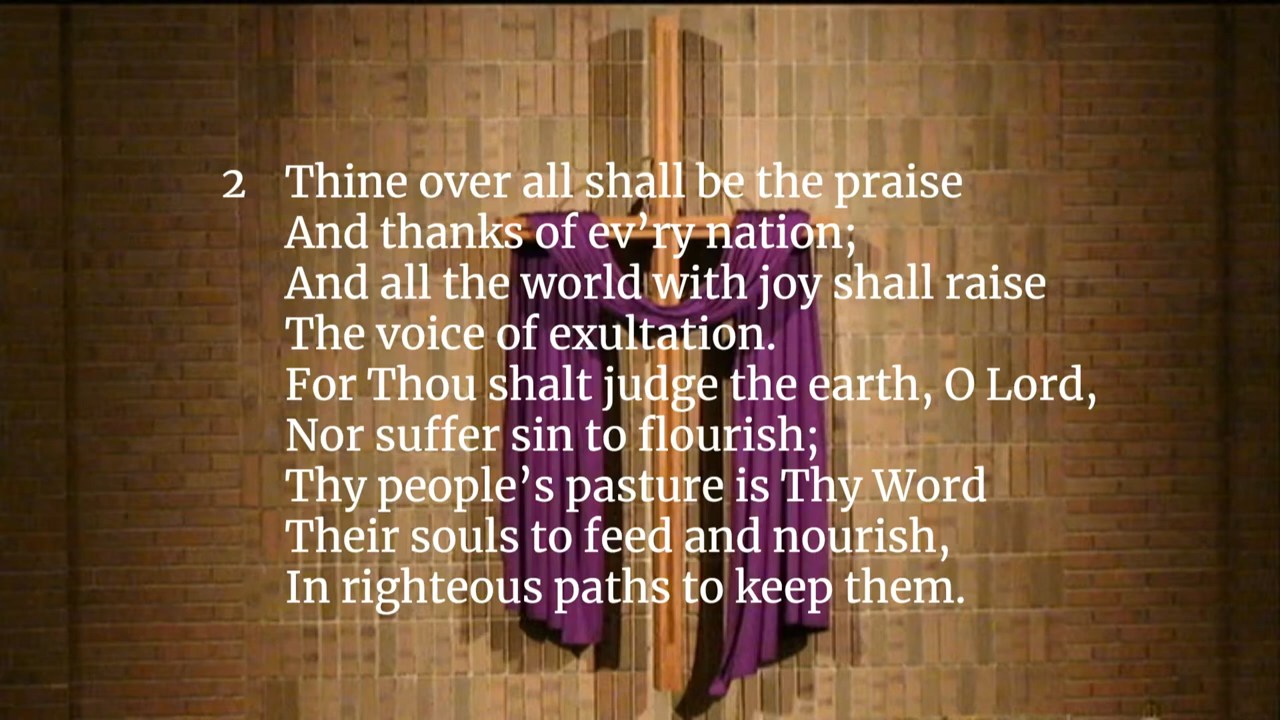 2 Thine over all shall be the praise
And thanks of ev’ry nation;
And all the world with joy shall raise
The voice of exultation.
For Thou shalt judge the earth, O Lord,
Nor suffer sin to flourish;
Thy people’s pasture is Thy Word
Their souls to feed and nourish,
In righteous paths to keep them.